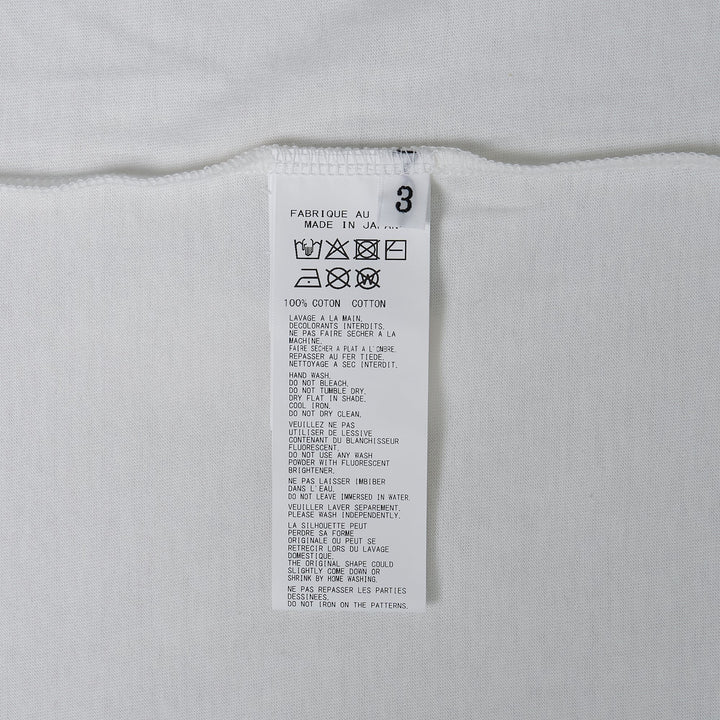 3
FABRIQUE AU
MADE IN JAPAN
W
100% COTON COTTON
LAVAGE A LA MAIN.
DECOLORANTS INTERDITS.
NE PAS FAIRE SECHER A LA
MACHINE.
FAIRE SECHER A PLAT A L'OMBRE.
REPASSER AU FER TIEDE.
NETTOYAGE A SEC INTERDIT.
HAND WASH.
DO NOT BLEACH.
DO NOT TUMBLE DRY.
DRY FLAT IN SHADE.
COOL IRON.
DO NOT DRY CLEAN.
VEUILLEZ NE PAS
UTILISER DE LESSIVE
CONTENANT DU BLANCHISSEUR
FLUORESCENT.
DO NOT USE ANY WASH
POWDER WITH FLUORESCENT
BRIGHTENER.
NE PAS LAISSER IMBIBER
DANS L'EAU.
DO NOT LEAVE IMMERSED IN WATER.
VEUILLER LAVER SEPAREMENT.
PLEASE WASH INDEPENDENTLY.
LA SILHOUETTE PEUT
PERDRE SA FORME
ORIGINALE OU PEUT SE
RETRECIR LORS DU LAVAGE
DOMESTIQUE.
THE ORIGINAL SHAPE COULD
SLIGHTLY COME DOWN OR
SHRINK BY HOME WASHING.
NE PAS REPASSER LES PARTIES
DESSINEES.
DO NOT IRON ON THE PATTERNS.